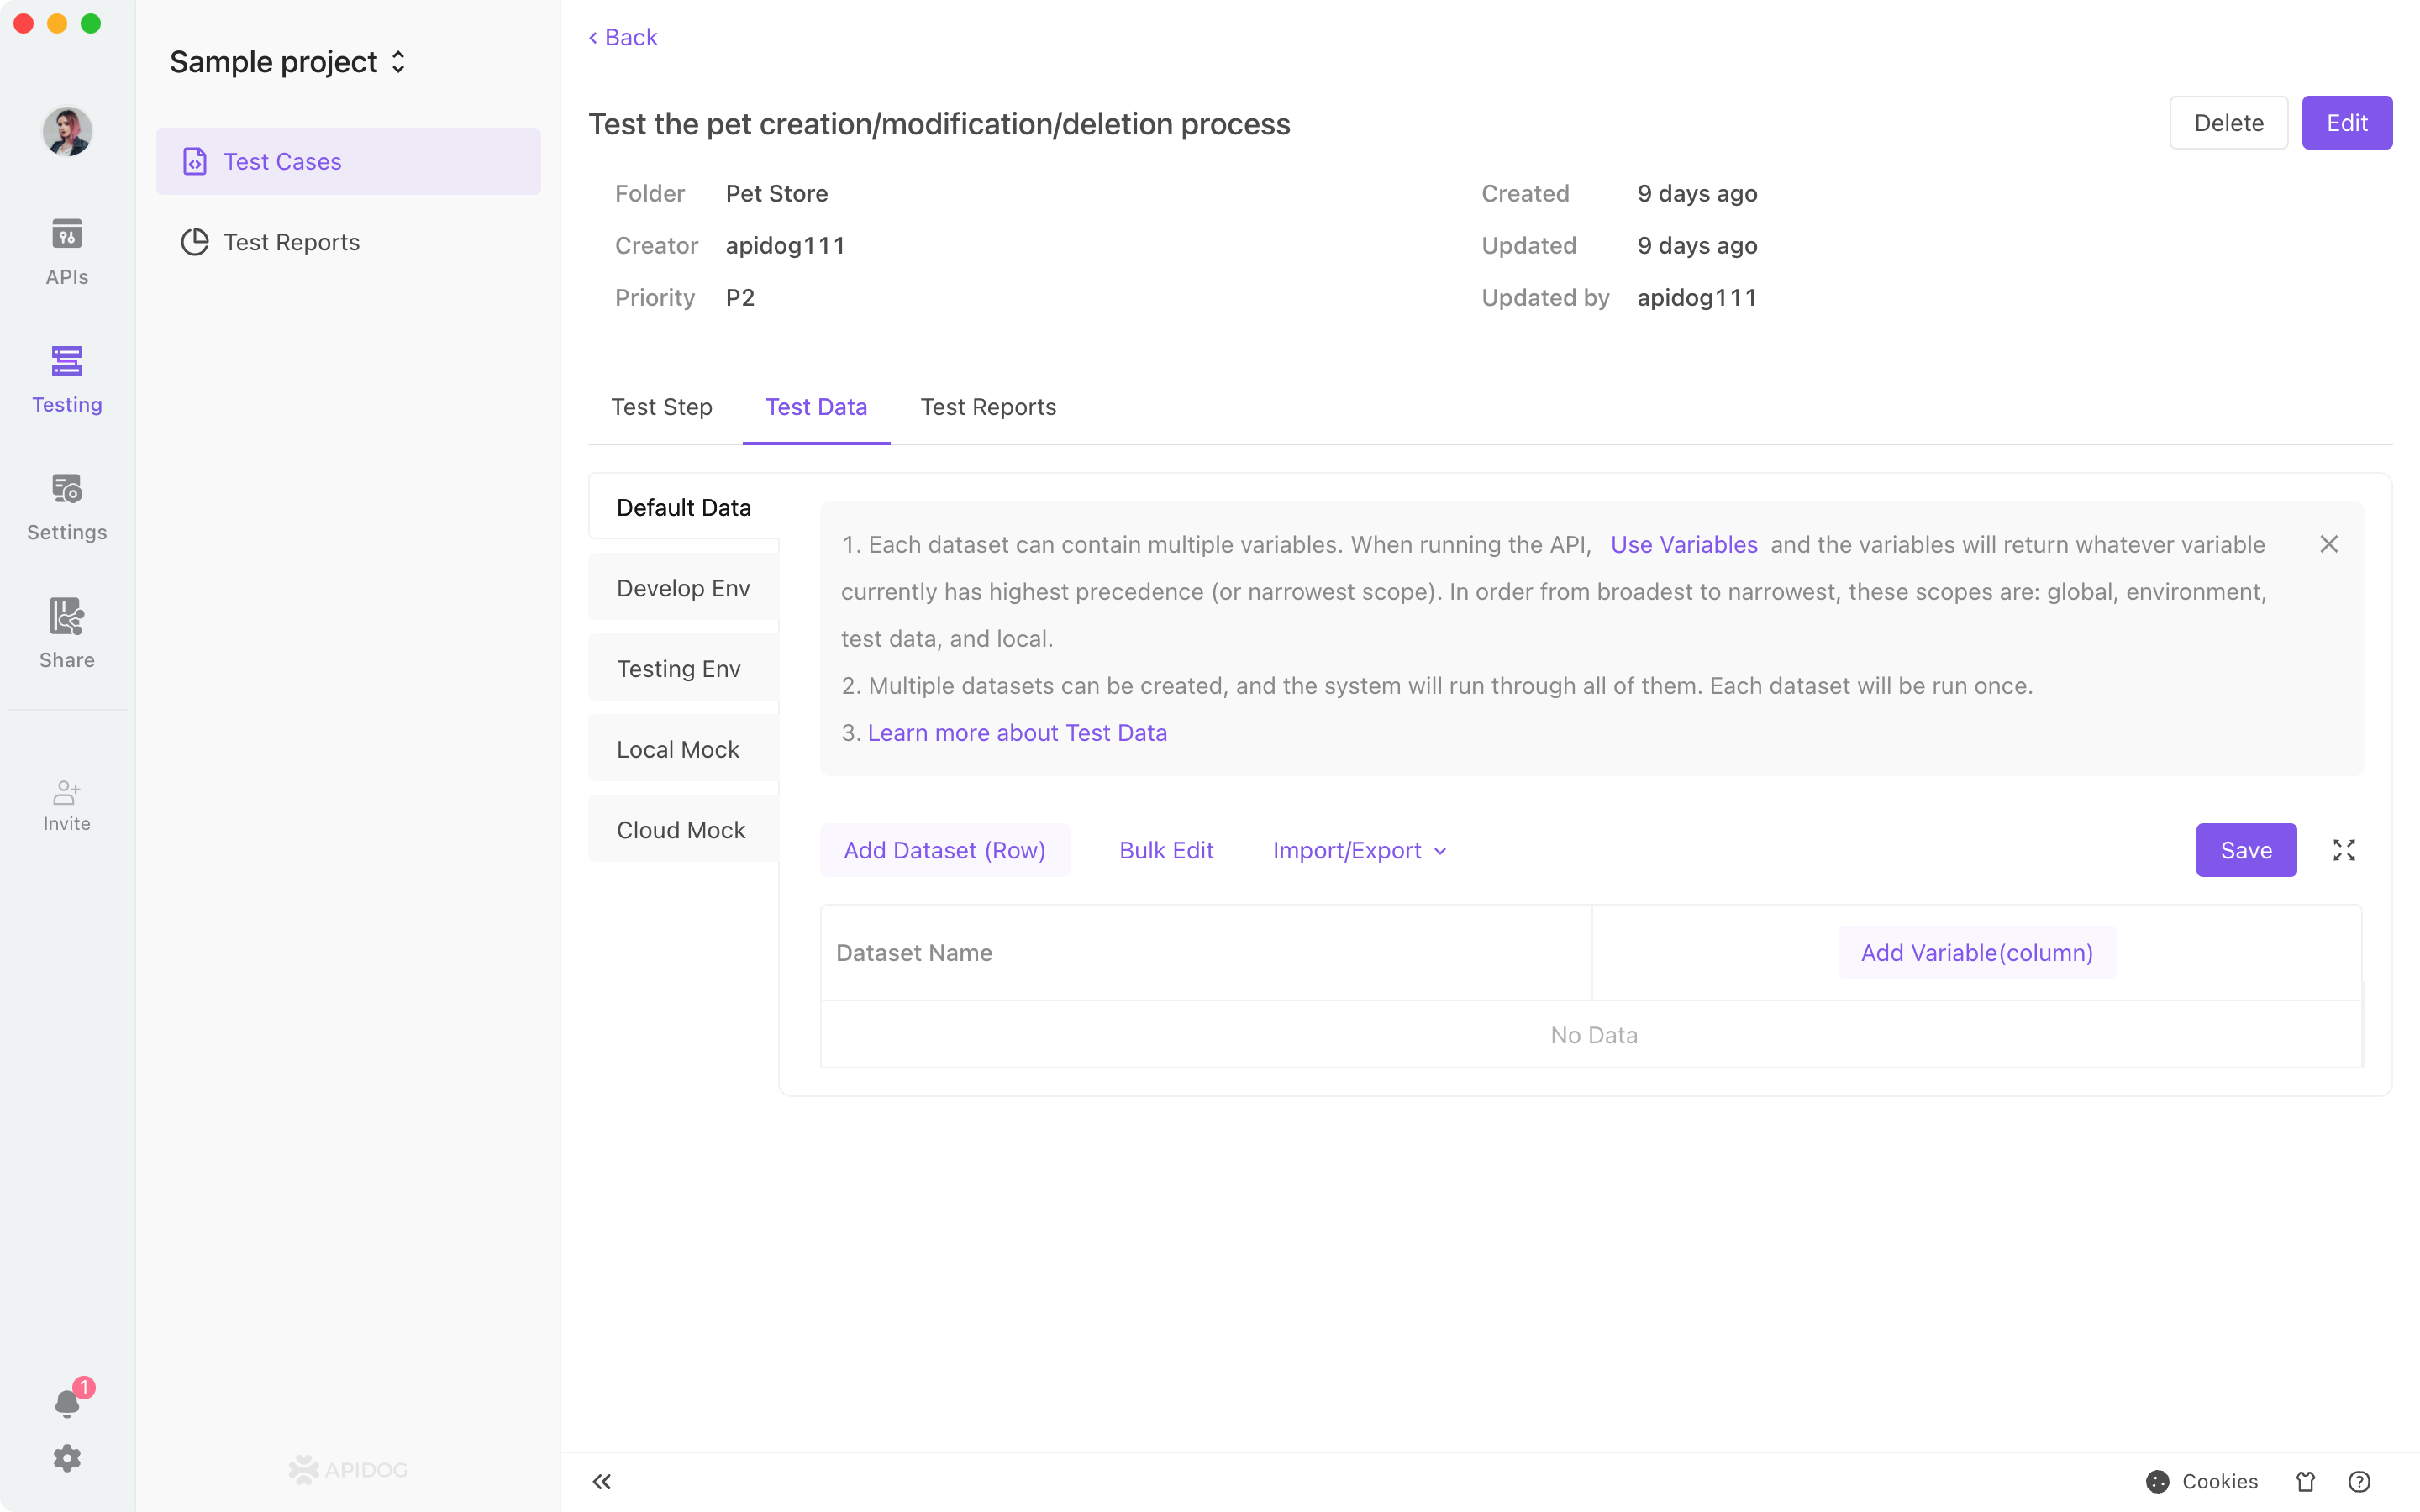 Sample project
APIs
Testing
Settings
Share
Invite
1
Test Cases
Test Reports
APIDOG
Back
Test the pet creation/modification/deletion process
Delete
Edit
Folder Pet Store
Created 9 days ago
Creator apidog111
Updated 9 days ago
Priority P2
Updated by apidog111
Test Step
Test Data
Test Reports
Default Data
Develop Env
Testing Env
Local Mock
Cloud Mock
1. Each dataset can contain multiple variables. When running the API, Use Variables and the variables will return whatever variable
currently has highest precedence (or narrowest scope). In order from broadest to narrowest, these scopes are: global, environment,
test data, and local.
2. Multiple datasets can be created, and the system will run through all of them. Each dataset will be run once.
3. Learn more about Test Data
Add Dataset (Row)
Bulk Edit
Import/Export
Save
Dataset Name
Add Variable(column)
No Data
Cookies